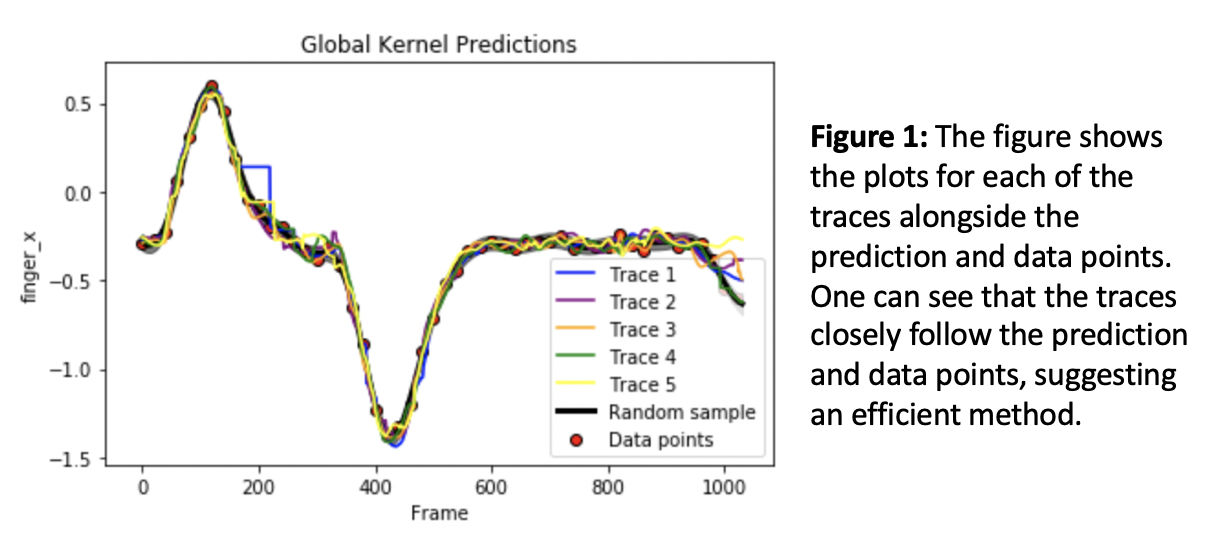 Global Kernel Predictions
0.5
0.0
−0.5
−1.0
−1.5
finger_x
0
200
400
600
800
1000
Frame
Trace 1
Trace 2
Trace 3
Trace 4
Trace 5
Random sample
Data points
Figure 1: The figure shows
the plots for each of the
traces alongside the
prediction and data points.
One can see that the traces
closely follow the prediction
and data points, suggesting
an efficient method.